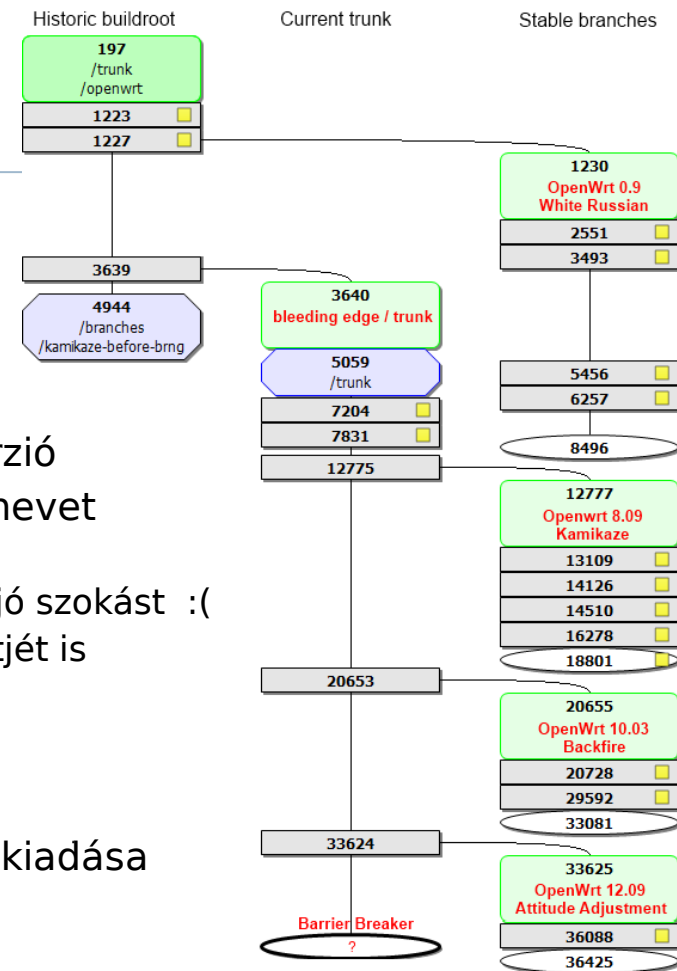 Historic buildroot
Current trunk
Stable branches
197
/trunk
/openwrt
1223
1227
1230
OpenWrt 0.9
White Russian
2551
3493
3639
4944
/branches
/kamikaze-before-brng
3640
bleeding edge / trunk
5059
/trunk
7204
7831
12775
5456
6257
8496
12777
Openwrt 8.09
Kamikaze
13109
14126
14510
16278
18801
nevet
jó szokást :(
is
20653
20655
OpenWrt 10.03
Backfire
20728
29592
33081
kiadása
33624
33625
OpenWrt 12.09
Attitude Adjustment
36088
36425
Barrier Breaker
?